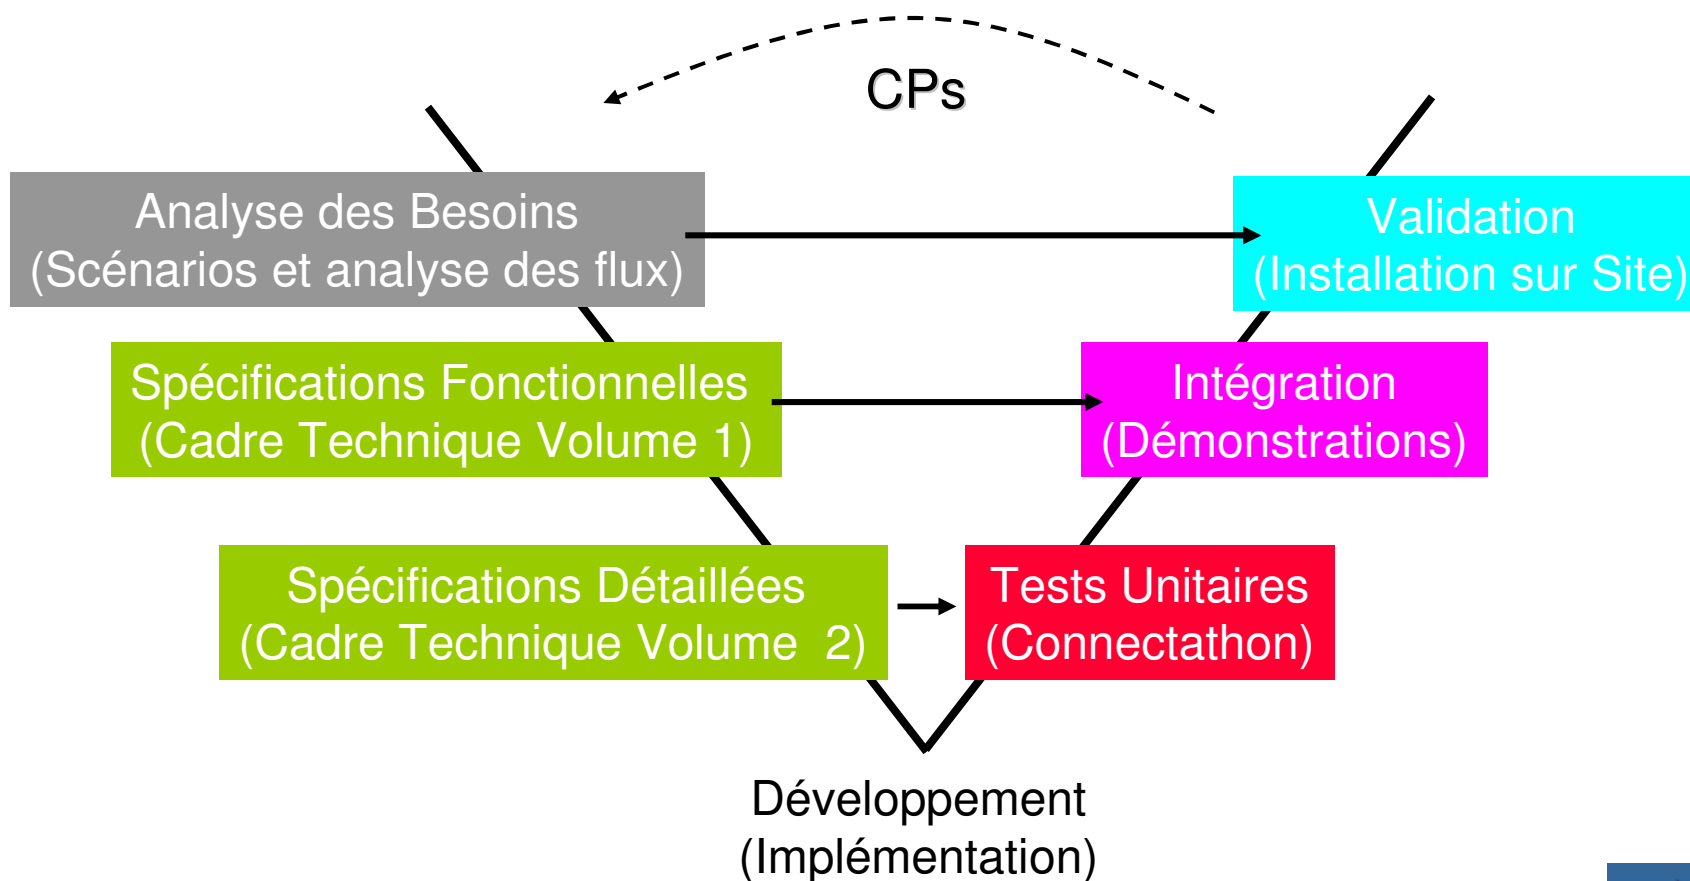 CPs
Analyse des Besoins
(Scénarios et analyse des flux)
Validation
(Installation sur Site)
Spécifications Fonctionnelles
(Cadre Technique Volume 1)
Intégration
(Démonstrations)
Spécifications Détaillées
(Cadre Technique Volume  2)
Tests Unitaires
(Connectathon)
Développement
(Implémentation)